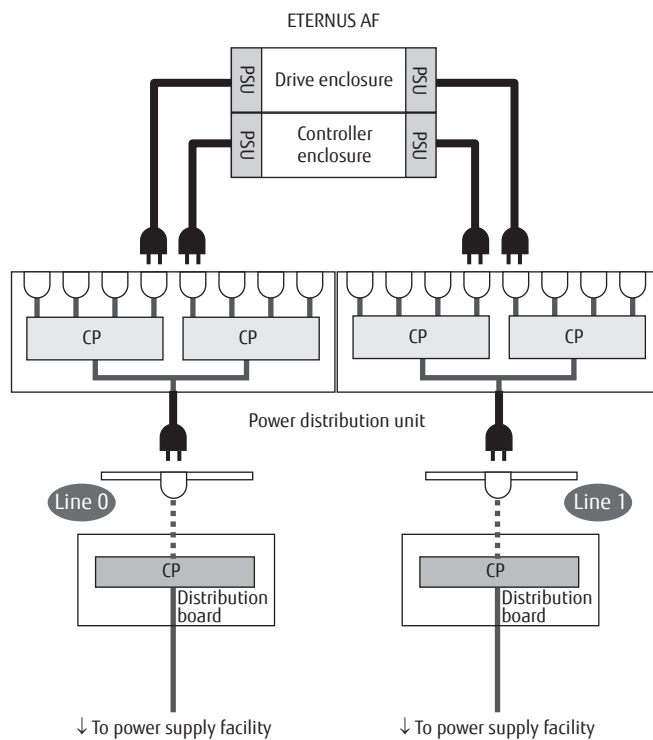 ETERNUS AF
PSU
Drive enclosure
PSU
PSU
Controller
enclosure
PSU
CP
CP
CP
CP
Power distribution unit
Line 0
Line 1
CP
Distribution
board
CP
Distribution
board
↓ To power supply facility
↓ To power supply facility